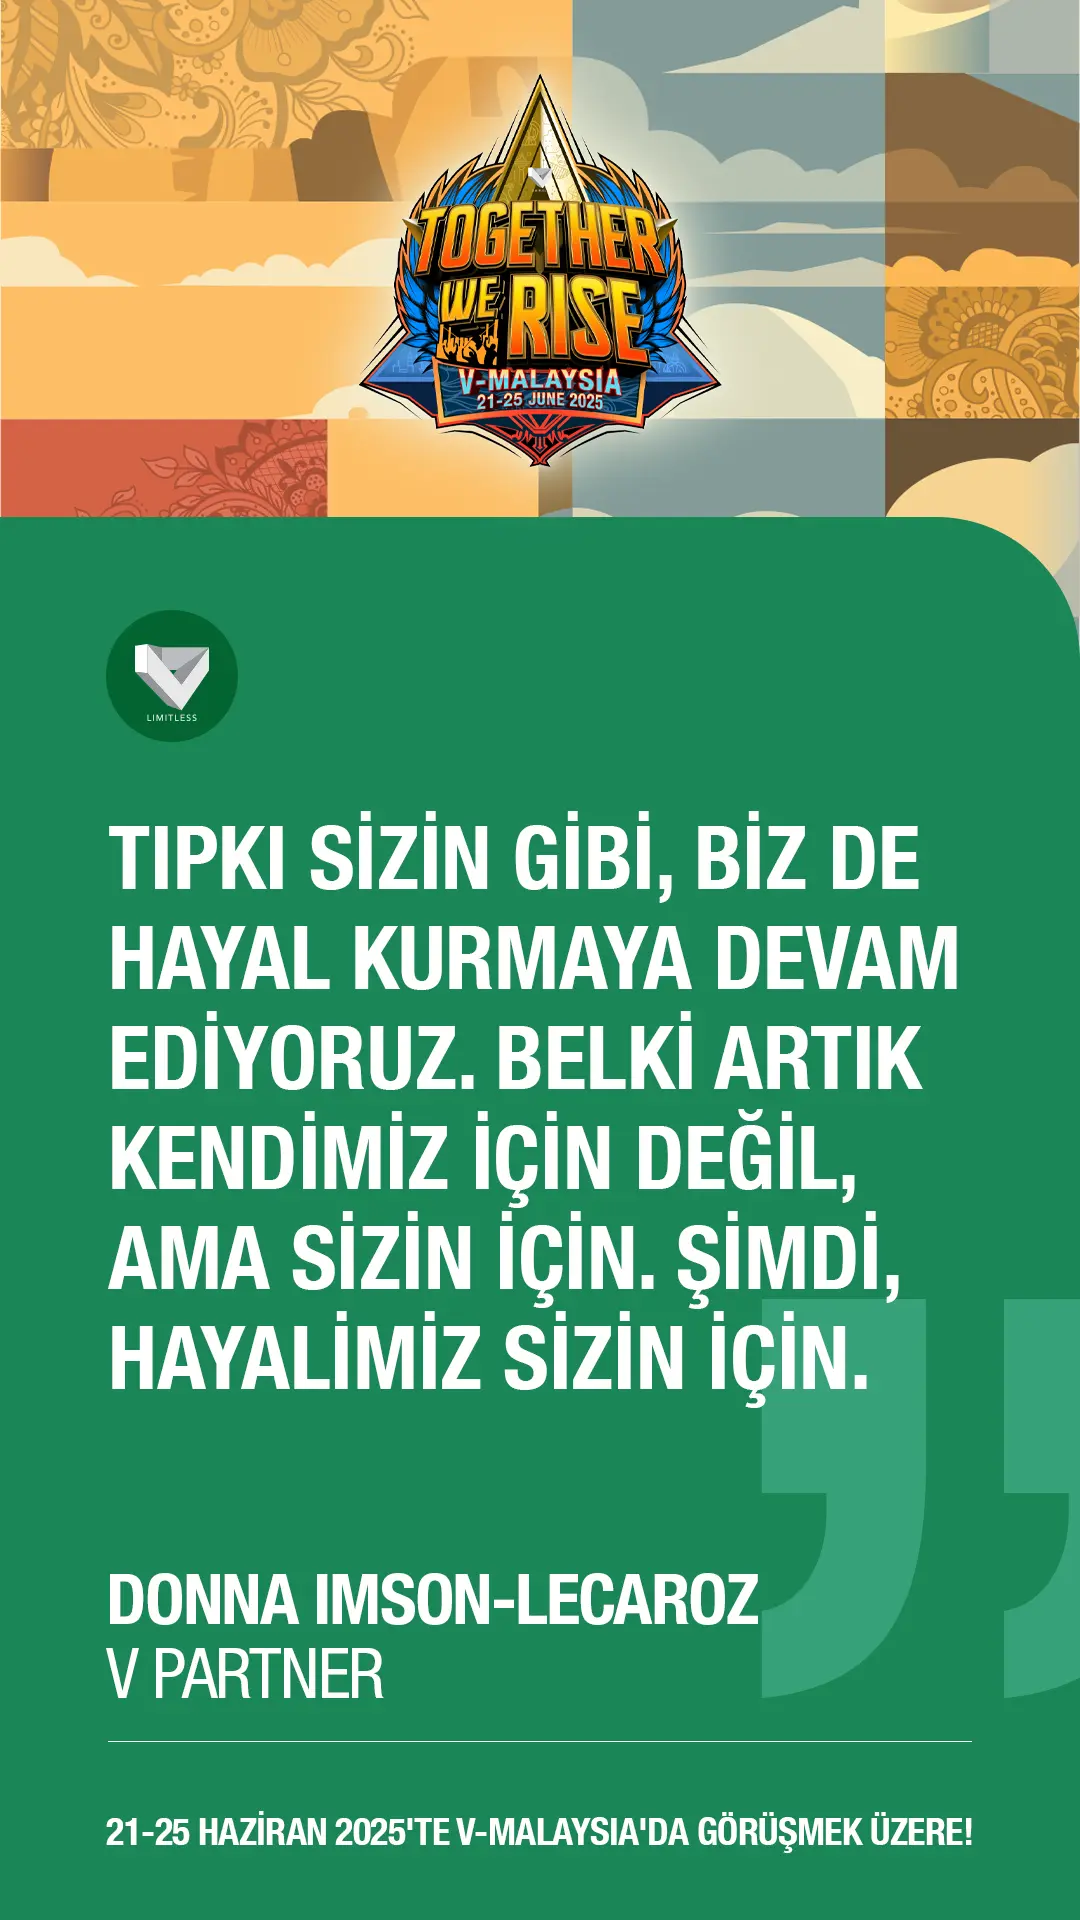 TOGETHER
WE RISE
V-MALAYSIA
21-25 JUNE 2025
LIMITLESS
TIPKI SİZİN GİBİ, BİZ DE
HAYAL KURMAYA DEVAM
EDİYORUZ. BELKİ ARTIK
KENDİMİZ İÇİN DEĞİL,
AMA SİZİN İÇİN. ŞİMDİ,
HAYALİMİZ SİZİN İÇİN.
DONNA IMSON-LECAROZ
V PARTNER
21-25 HAZİRAN 2025'TE V-MALAYSIA'DA GÖRÜŞMEK ÜZERE!